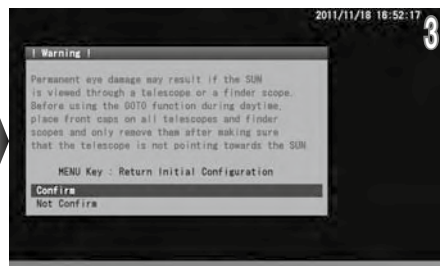 2011/11/18 16:52:17
3
! Warning !
Permanent eye damage may result if the SUN
is viewed through a telescope or a finder scope.
Before using the GOTO function during daytime,
place front caps on all telescopes and finder
scopes and only remove them after making sure
that the telescope is not pointing towards the SUN
MENU Key : Return Initial Configuration
Confirm
Not Confirm